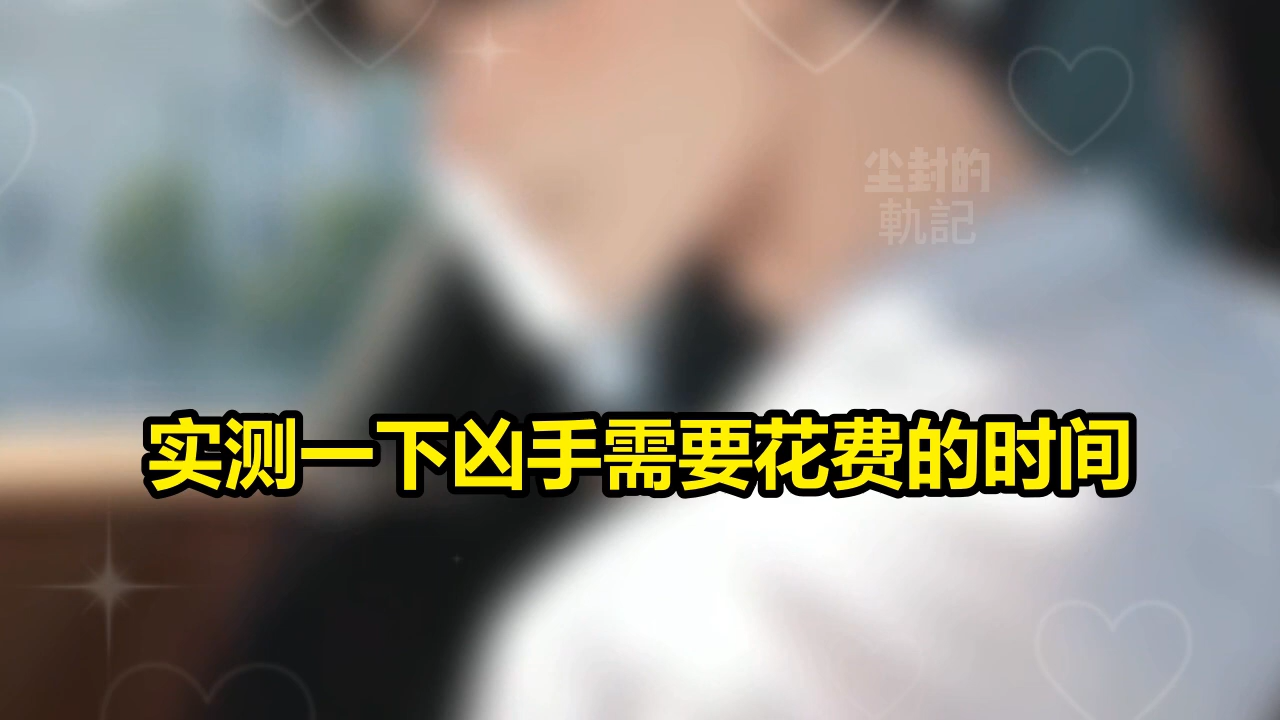 尘封的
軌記
实测一下凶手需要花费的时间